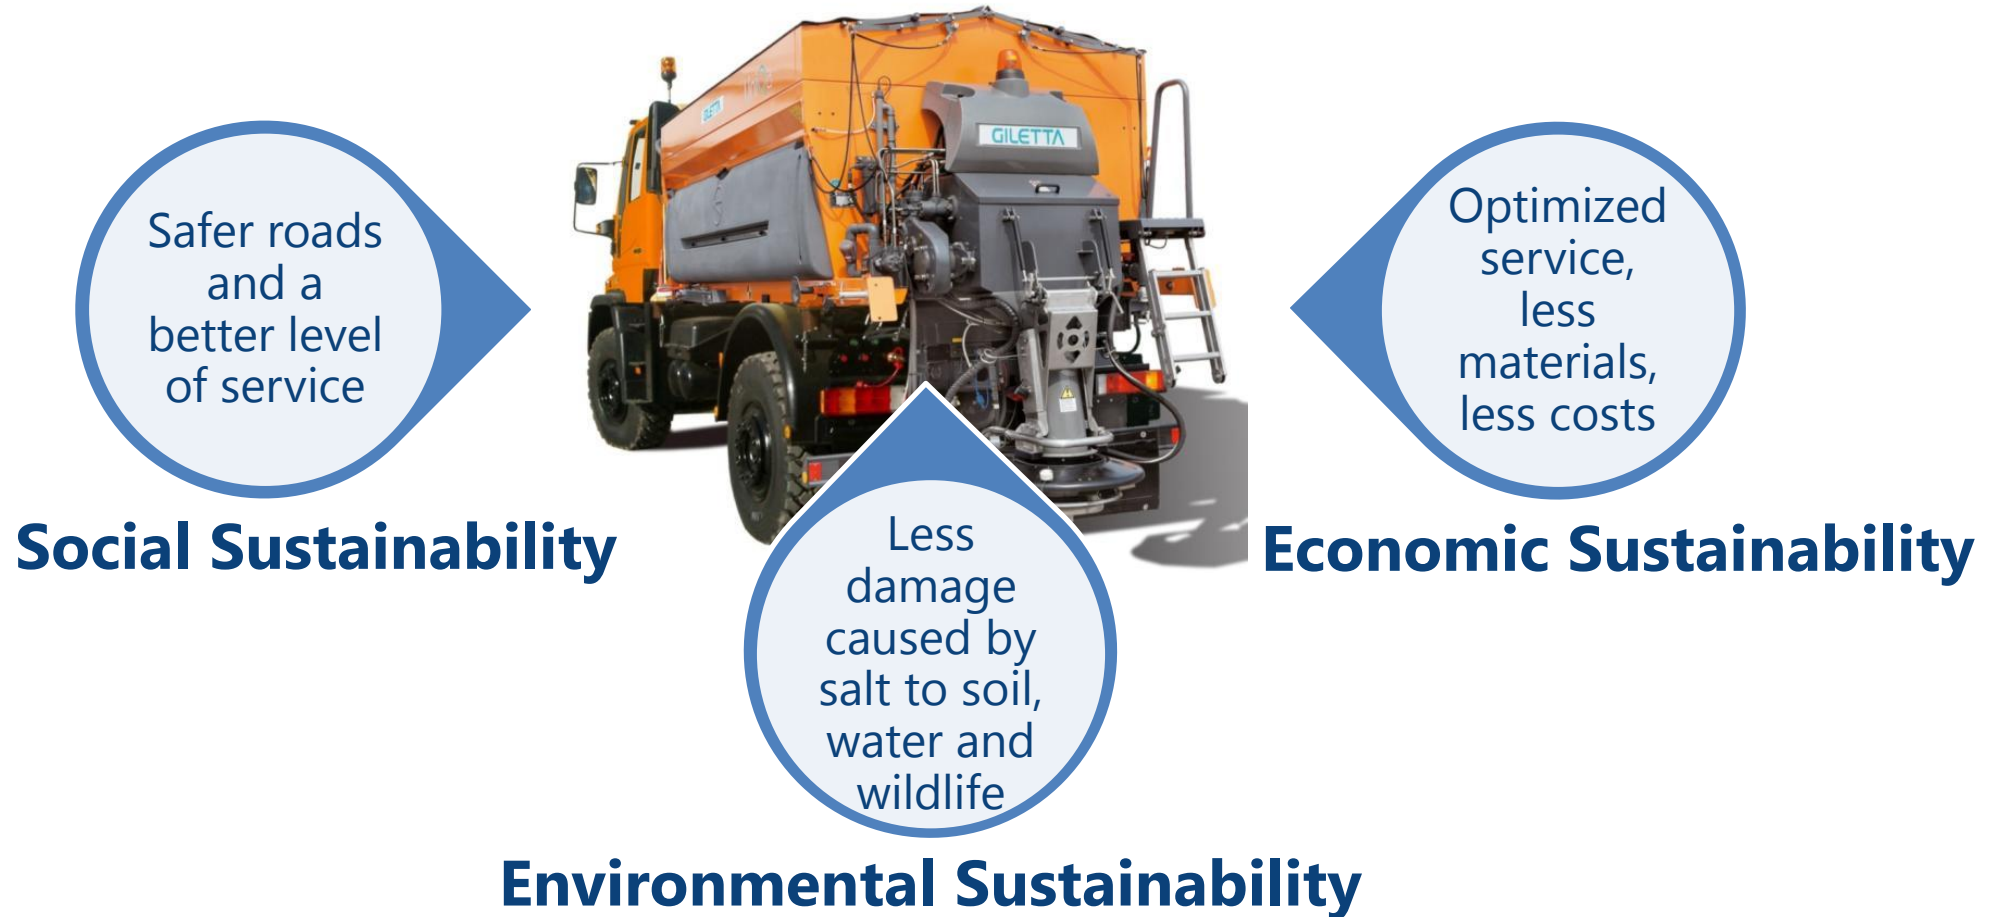 GILETTA
GILETTA
Safer roads
and a
better level
of service
Social Sustainability
Optimized
service,
less
materials,
less costs
Economic Sustainability
Less
damage
caused by
salt to soil,
water and
wildlife
Environmental Sustainability